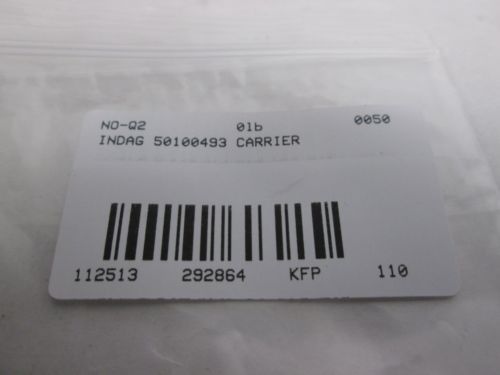 NO-Q2 01b 0050
INDAG 50100493 CARRIER
112513 292864 KFP 110